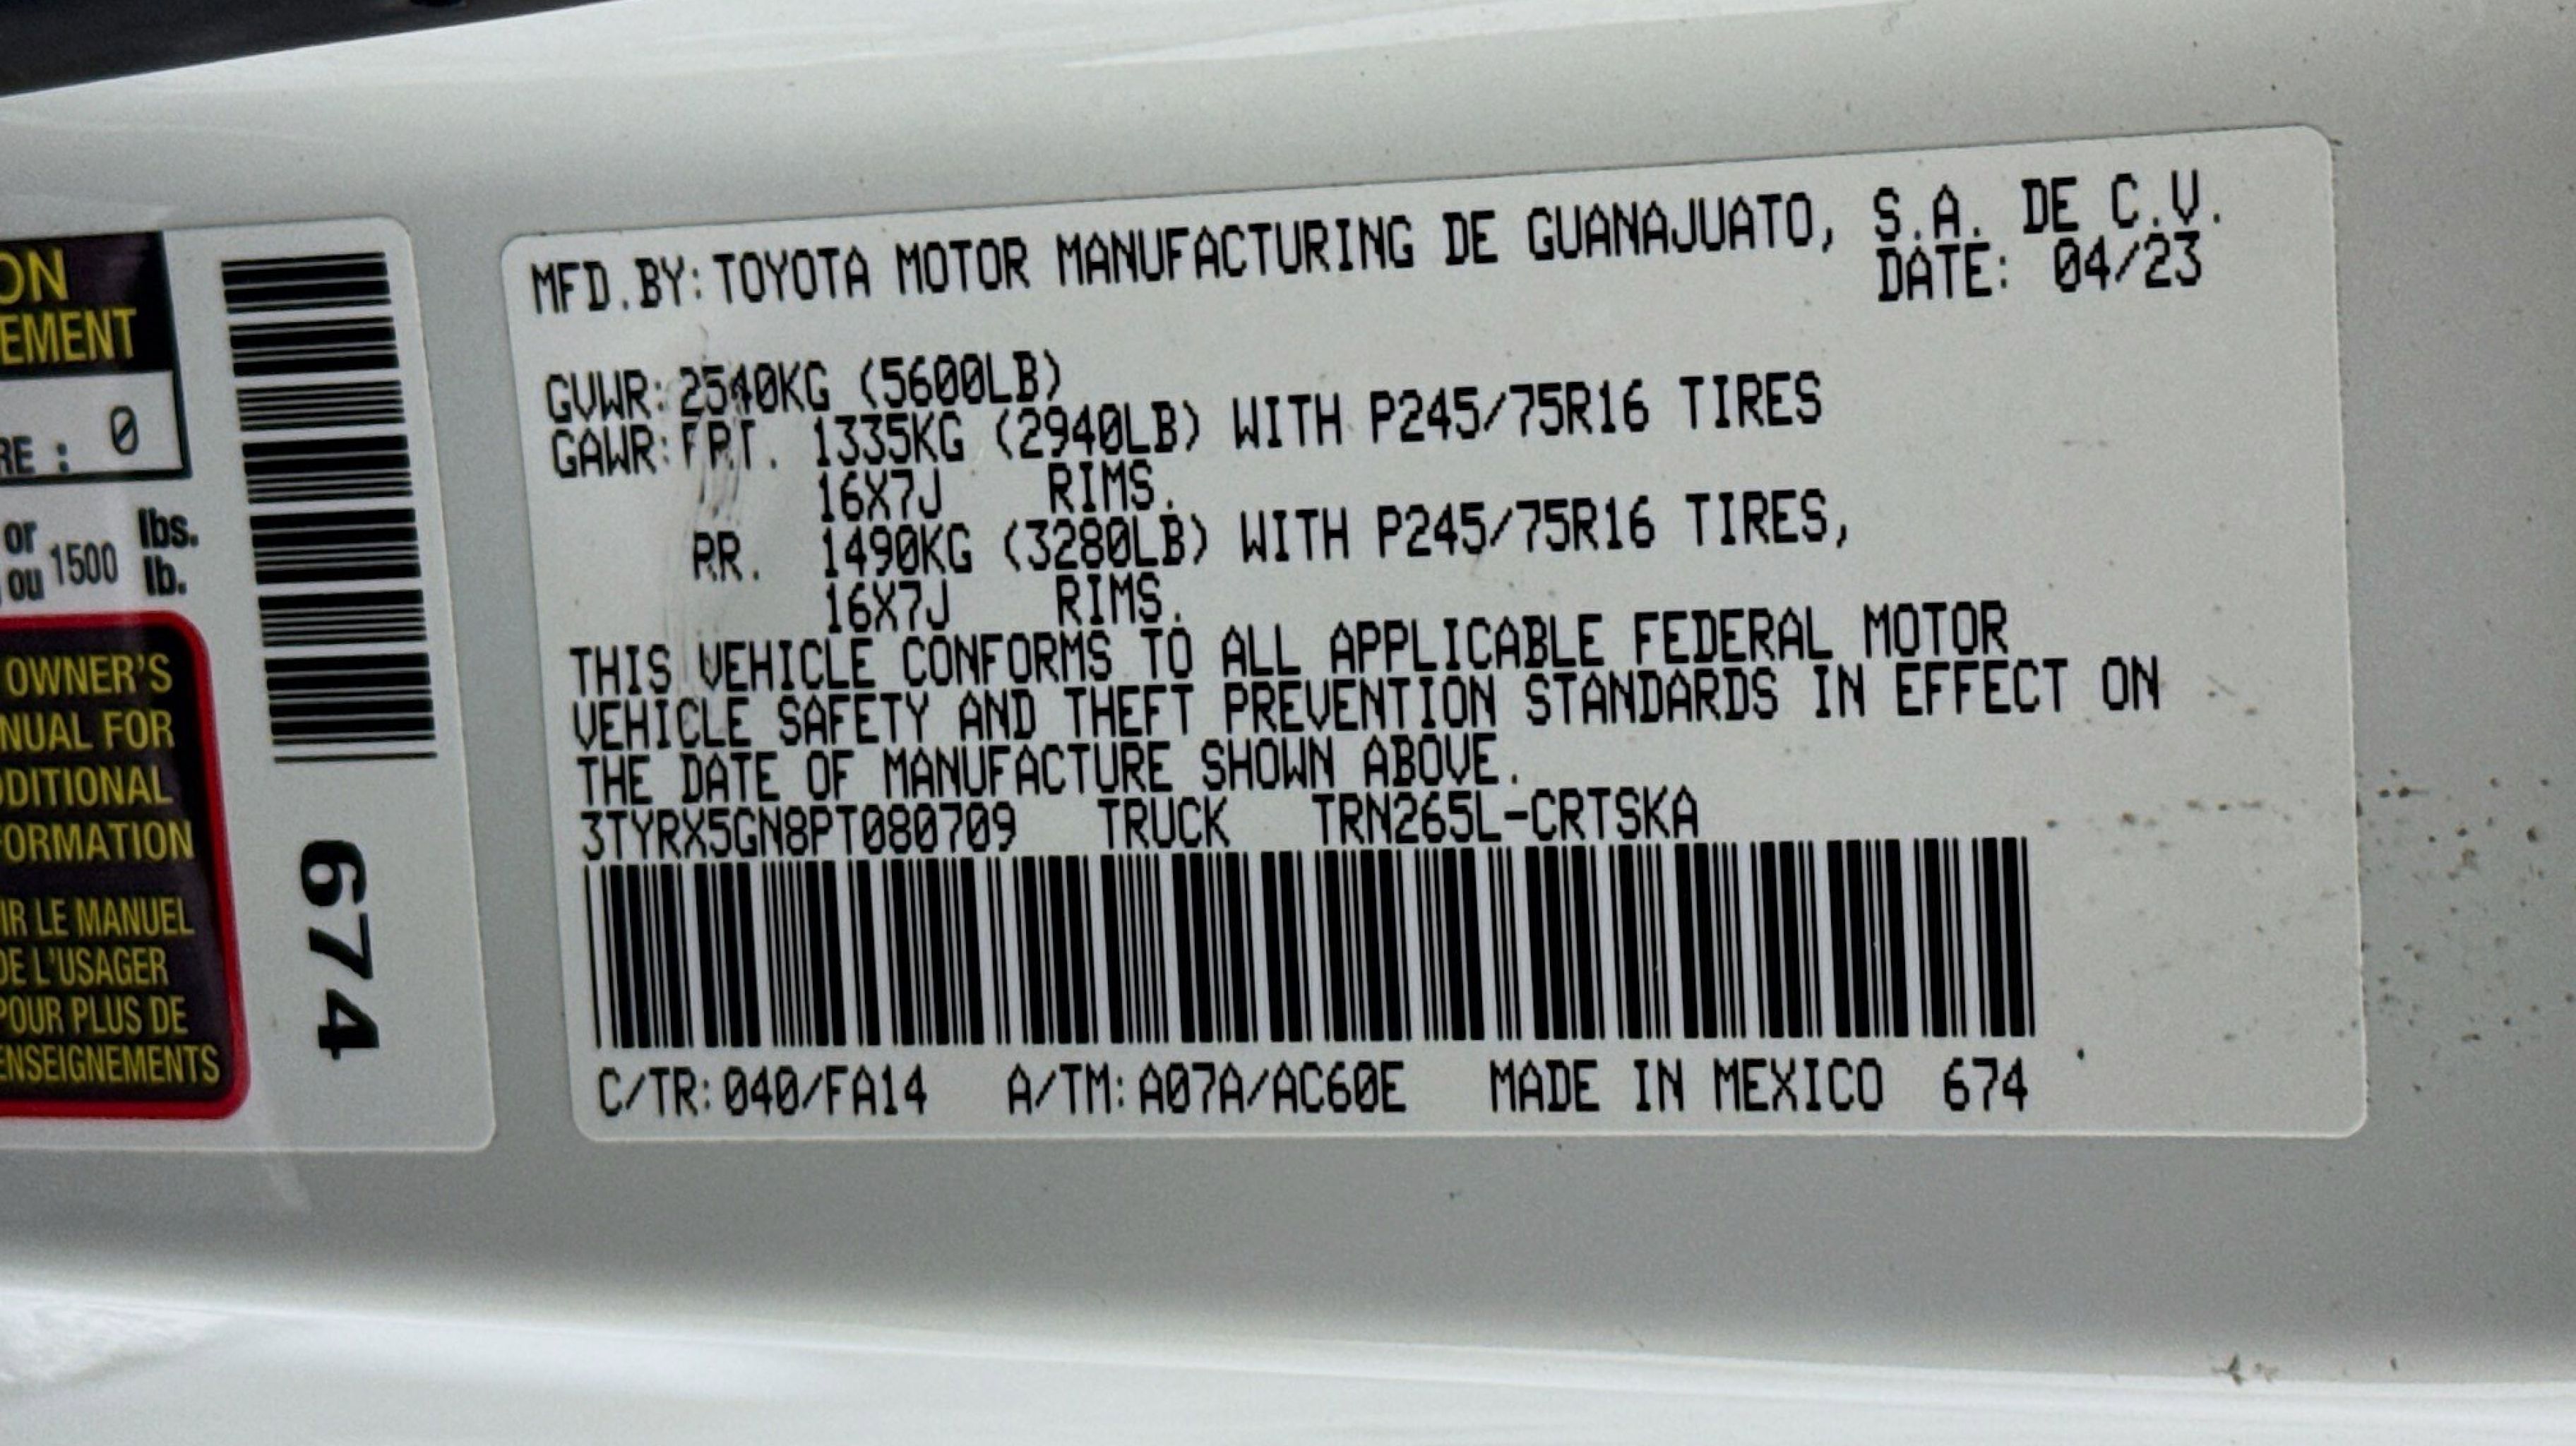 ON
EMENT
RE : 0
or
ou 1500 lbs.
lb.
OWNER'S
NUAL FOR
DDITIONAL
FORMATION
IR LE MANUEL
DE L'USAGER
POUR PLUS DE
ENSEIGNEMENTS
674
MFD.BY:TOYOTA MOTOR MANUFACTURING DE GUANAJUATO, S.A. DE C.V.
DATE: 04/23
GVWR:2540KG (5600LB)
GAWR:FRT. 1335KG (2940LB) WITH P245/75R16 TIRES
16X7J RIMS.
RR. 1490KG (3280LB) WITH P245/75R16 TIRES,
16X7J RIMS.
THIS VEHICLE CONFORMS TO ALL APPLICABLE FEDERAL MOTOR
VEHICLE SAFETY AND THEFT PREVENTION STANDARDS IN EFFECT ON
THE DATE OF MANUFACTURE SHOWN ABOVE.
3TYRX5GN8PT080709 TRUCK TRN265L-CRTSKA
C/TR:040/FA14 A/TM:A07A/AC60E MADE IN MEXICO 674